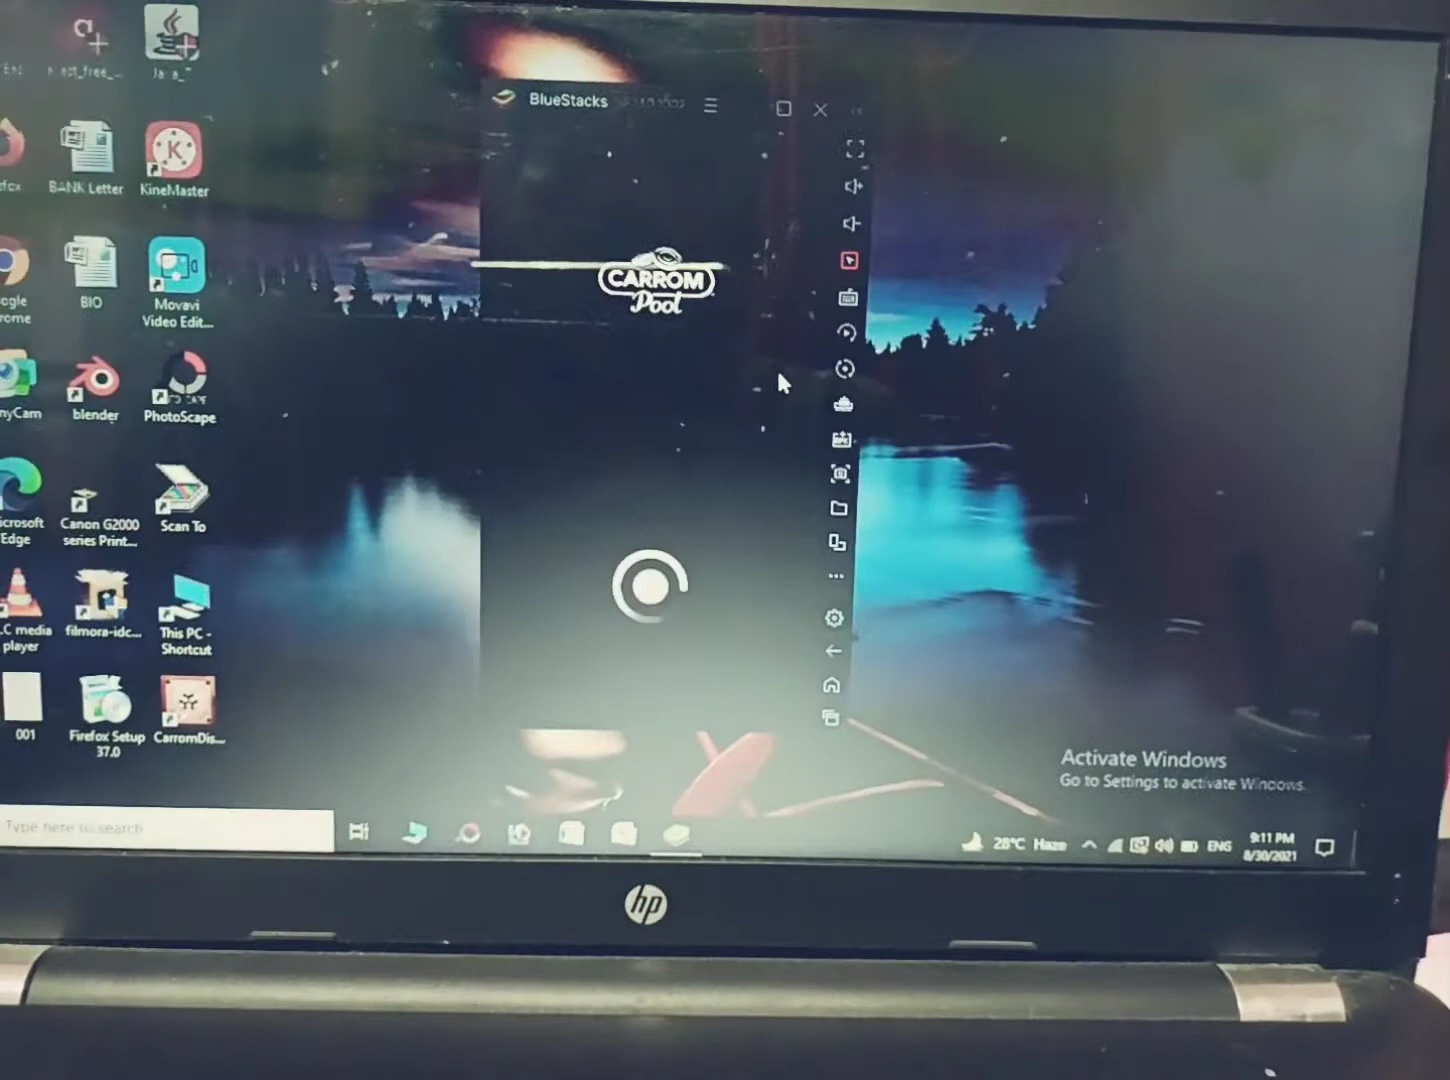 BlueStacks
BANK Letter
KineMaster
CARROM
Pool
BIO
Movavi
Video Edit...
blender
PhotoScape
Edge
Canon G2000
series Print...
Scan To
player
filmora-idc...
This PC -
Shortcut
001
Firefox Setup
37.0
CarromDis...
Activate Windows
Go to Settings to activate Windows.
Type here to search
28°C Haze
ENG
9:11 PM
8/30/2021
hp